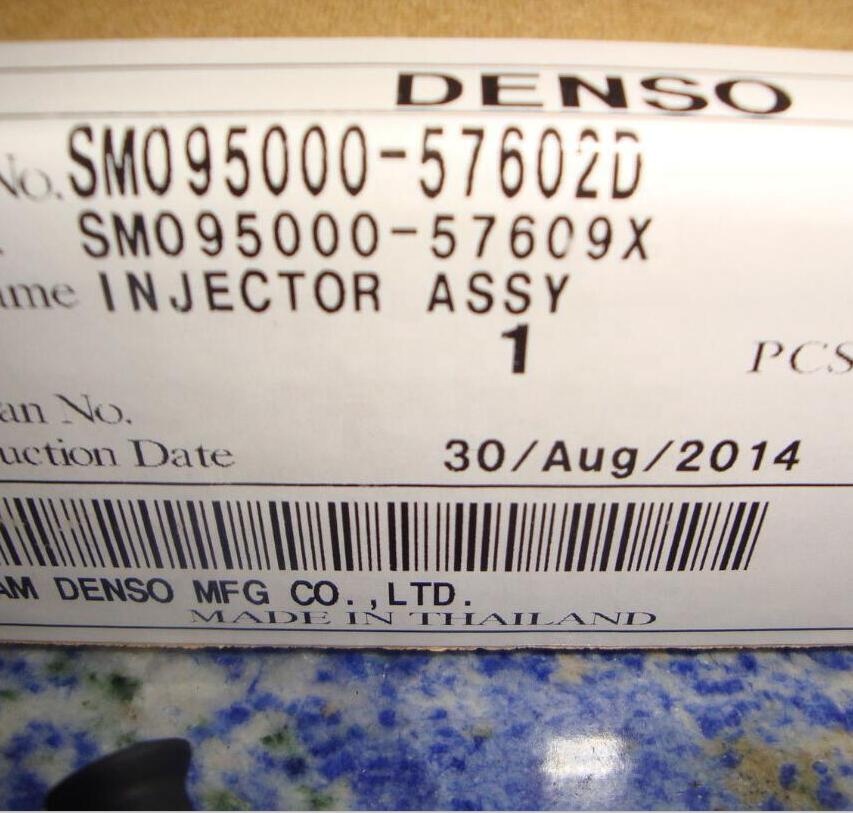 DENSO
No. SM095000-57602D
SM095000-57609X
ame INJECTOR ASSY
1 PCS
an No.
uction Date 30/Aug/2014
AM DENSO MFG CO.,LTD.
MADE IN THAILAND